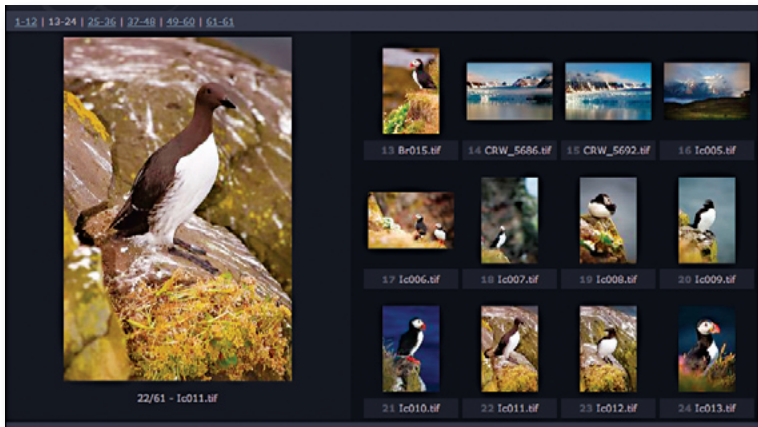 1-12 | 13-24 | 25-26 | 27-48 | 49-60 | 61-61
13 Br015.tif
14 CRW_5686.tif
15 CRW_5692.tif
16 Ic005.tif
17 Ic006.tif
18 Ic007.tif
19 Ic008.tif
20 Ic009.tif
21 Ic010.tif
22 Ic011.tif
23 Ic012.tif
24 Ic013.tif
22/61 - Ic011.tif